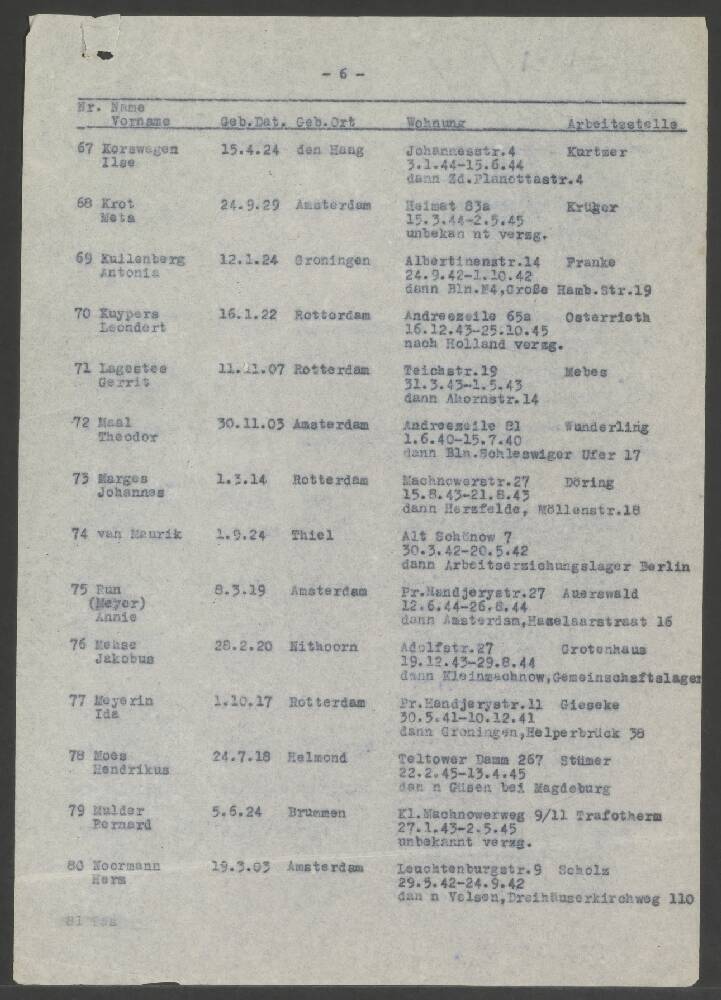 - 6 -
Nr. Name
Vorname Geb.Dat. Geb.Ort Wohnung Arbeitsstelle
67 Korswagen 15.4.24 den Haag Johannesstr.4 Kurtzer
Ilse 3.1.44-15.6.44
dann Zd.Planottastr.4
68 Krot 24.9.29 Amsterdam Heimat 83a Krüger
Meta 15.3.44-2.5.45
unbekan nt verzg.
69 Kullenberg 12.1.24 Groningen Albertinenstr.14 Franke
Antonia 24.9.42-1.10.42
dann Bln.N4,Große Hamb.Str.19
70 Kuypers 16.1.22 Rotterdam Andreezeile 65a Osterrieth
Leendert 16.12.43-25.10.45
nach Holland verzg.
71 Lagestee 11.11.07 Rotterdam Teichstr.19 Mebes
Gerrit 31.3.43-1.5.43
dann Ahornstr.14
72 Maal 30.11.03 Amsterdam Andreezeile 21 Wunderling
Theodor 1.6.40-15.7.40
dann Bln.Schleswiger Ufer 17
73 Marges 1.3.14 Rotterdam Machnowerstr.27 Döring
Johannes 15.8.43-21.8.43
dann Herzfelde, Möllenstr.18
74 van Maurik 1.9.24 Thiel Alt Schönow 7
30.3.42-20.5.42
dann Arbeitserziehungslager Berlin
75 Run 8.3.19 Amsterdam Pr.Handjerystr.27 Auerswald
(Meyer) 12.6.44-26.8.44
Annie dann Amsterdam,Hazelaarstraat 16
76 Mehse 28.2.20 Nithoorn Adolfstr.27 Grotenhaus
Jakobus 19.12.43-29.8.44
dann Kleinmachnow,Gemeinschaftslager
77 Meyerin 1.10.17 Rotterdam Pr.Handjerystr.11 Gieseke
Ida 30.5.41-10.12.41
dann Groningen,Helperbrück 38
78 Moes 24.7.18 Helmond Teltower Damm 267 Stümer
Hendrikus 22.2.45-13.4.45
dan n Güsen bei Magdeburg
79 Mulder 5.6.24 Brummen Kl.Machnowerweg 9/11 Trafotherm
Bernard 27.1.43-2.5.45
unbekannt verzg.
80 Noormann 19.3.03 Amsterdam Leuchtenburgstr.9 Scholz
Herm 29.5.42-24.9.42
dan n Velsen,Dreihäuserkirchweg 110
81